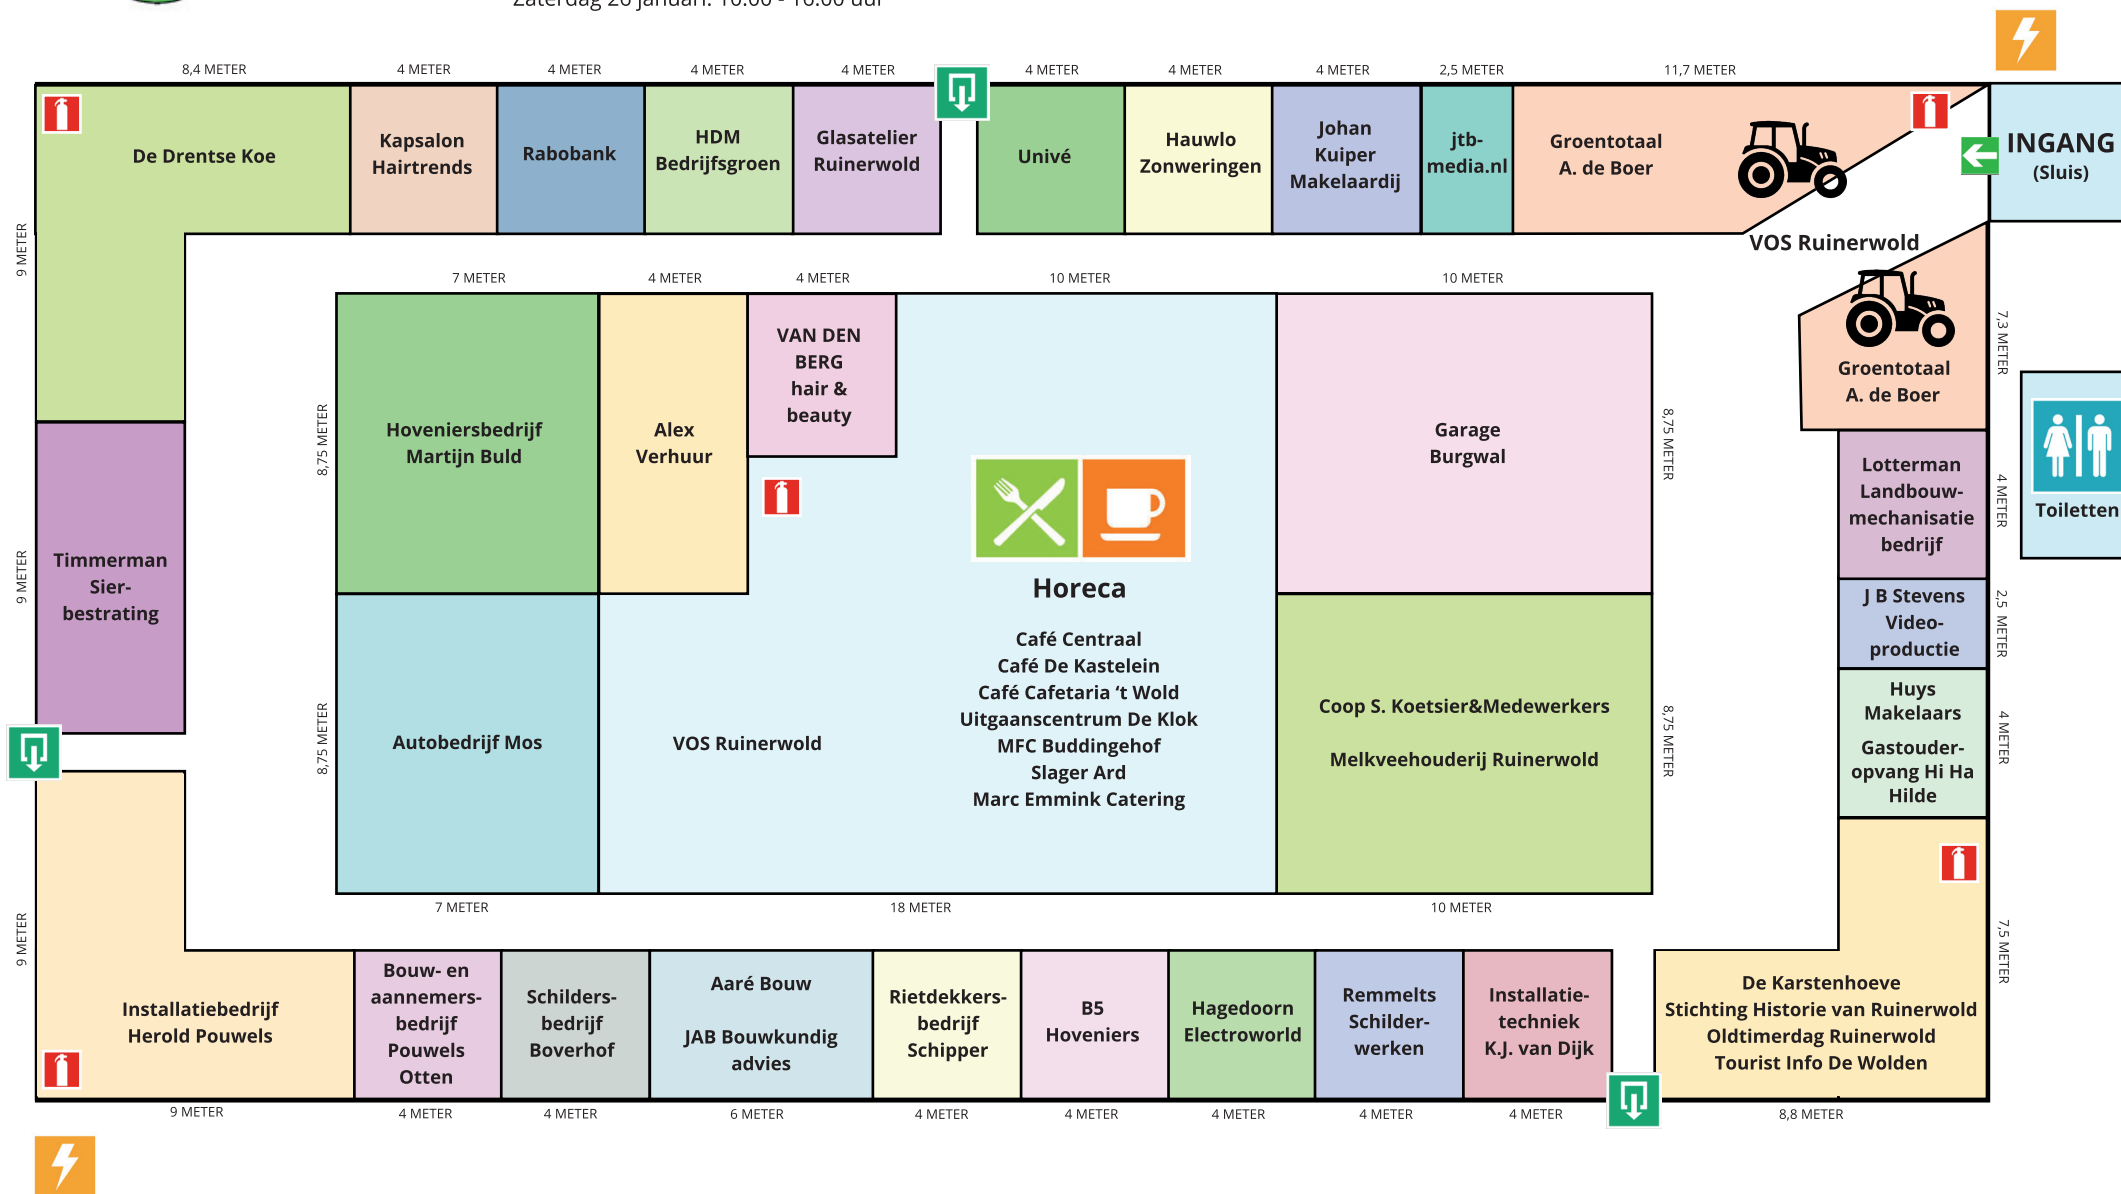 Zaterdag 26 januari: 10.00 - 16.00 uur
8,4 METER
4 METER
4 METER
4 METER
4 METER
4 METER
4 METER
4 METER
2,5 METER
11,7 METER
De Drentse Koe
Kapsalon
Hairtrends
Rabobank
HDM
Bedrijfsgroen
Glasatelier
Ruinerwold
Univé
Hauwlo
Zonweringen
Johan
Kuiper
Makelaardij
jtb-
media.nl
Groentotaal
A. de Boer
INGANG
(Sluis)
VOS Ruinerwold
9 METER
7 METER
4 METER
4 METER
10 METER
10 METER
Hoveniersbedrijf
Martijn Buld
8,75 METER
Alex
Verhuur
VAN DEN
BERG
hair &
beauty
Garage
Burgwal
8,75 METER
Groentotaal
A. de Boer
7,3 METER
Lotterman
Landbouw-
mechanisatie
bedrijf
4 METER
Toiletten
Timmerman
Sier-
bestrating
9 METER
Horeca
Café Centraal
Café De Kastelein
Café Cafetaria ‘t Wold
Uitgaanscentrum De Klok
MFC Buddingehof
Slager Ard
Marc Emmink Catering
J B Stevens
Video-
productie
2,5 METER
Autobedrijf Mos
8,75 METER
VOS Ruinerwold
Coop S. Koetsier&Medewerkers
Melkveehouderij Ruinerwold
8,75 METER
Huys
Makelaars
Gastouder-
opvang Hi Ha
Hilde
4 METER
7 METER
18 METER
10 METER
9 METER
Installatiebedrijf
Herold Pouwels
Bouw- en
aannemers-
bedrijf
Pouwels
Otten
Schilders-
bedrijf
Boverhof
Aaré Bouw
JAB Bouwkundig
advies
Rietdekkers-
bedrijf
Schipper
B5
Hoveniers
Hagedoorn
Electroworld
Remmelts
Schilder-
werken
Installatie-
techniek
K.J. van Dijk
De Karstenhoeve
Stichting Historie van Ruinerwold
Oldtimerdag Ruinerwold
Tourist Info De Wolden
7,5 METER
9 METER
4 METER
4 METER
6 METER
4 METER
4 METER
4 METER
4 METER
4 METER
8,8 METER